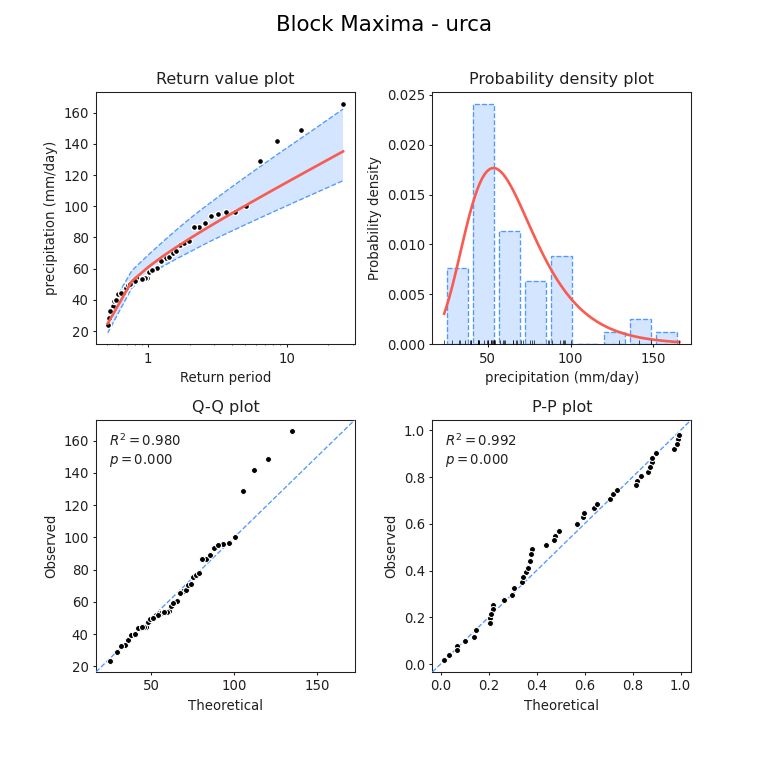 Block Maxima - urca
Return value plot
precipitation (mm/day)
160
140
120
100
80
60
40
20
1 10
Return period
Probability density plot
Probability density
0.025
0.020
0.015
0.010
0.005
0.000
50 100 150
precipitation (mm/day)
Q-Q plot
Observed
R² = 0.980
p = 0.000
160
140
120
100
80
60
40
20
50 100 150
Theoretical
P-P plot
Observed
R² = 0.992
p = 0.000
1.0
0.8
0.6
0.4
0.2
0.0
0.0 0.2 0.4 0.6 0.8 1.0
Theoretical